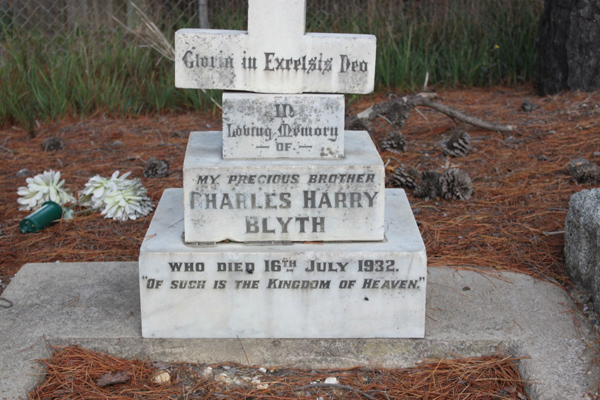 Gloria in Excelsis Deo
In
Loving Memory
— OF —
MY PRECIOUS BROTHER
CHARLES HARRY
BLYTH
WHO DIED 16TH JULY 1932.
"OF SUCH IS THE KINGDOM OF HEAVEN."